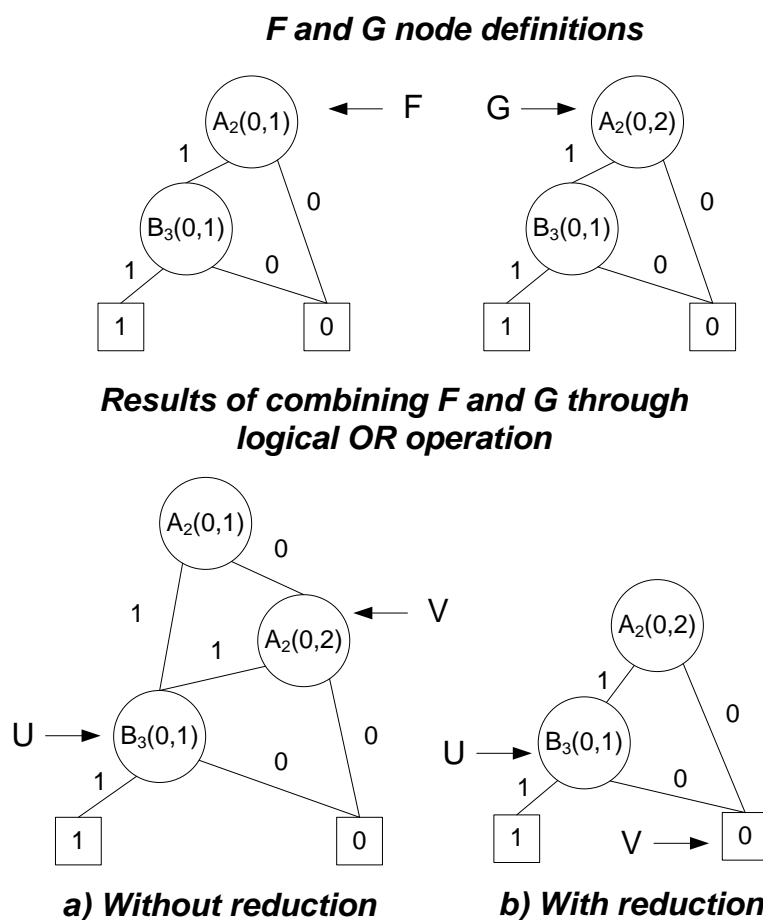 F and G node definitions
A₂(0,1)
F
G
A₂(0,2)
1
0
1
0
B₃(0,1)
B₃(0,1)
1
0
1
0
1
0
1
0
Results of combining F and G through
logical OR operation
A₂(0,1)
0
1
A₂(0,2)
V
1
A₂(0,2)
1
0
U
B₃(0,1)
0
U
B₃(0,1)
1
0
1
0
1
0
1
V
0
a) Without reduction
b) With reduction